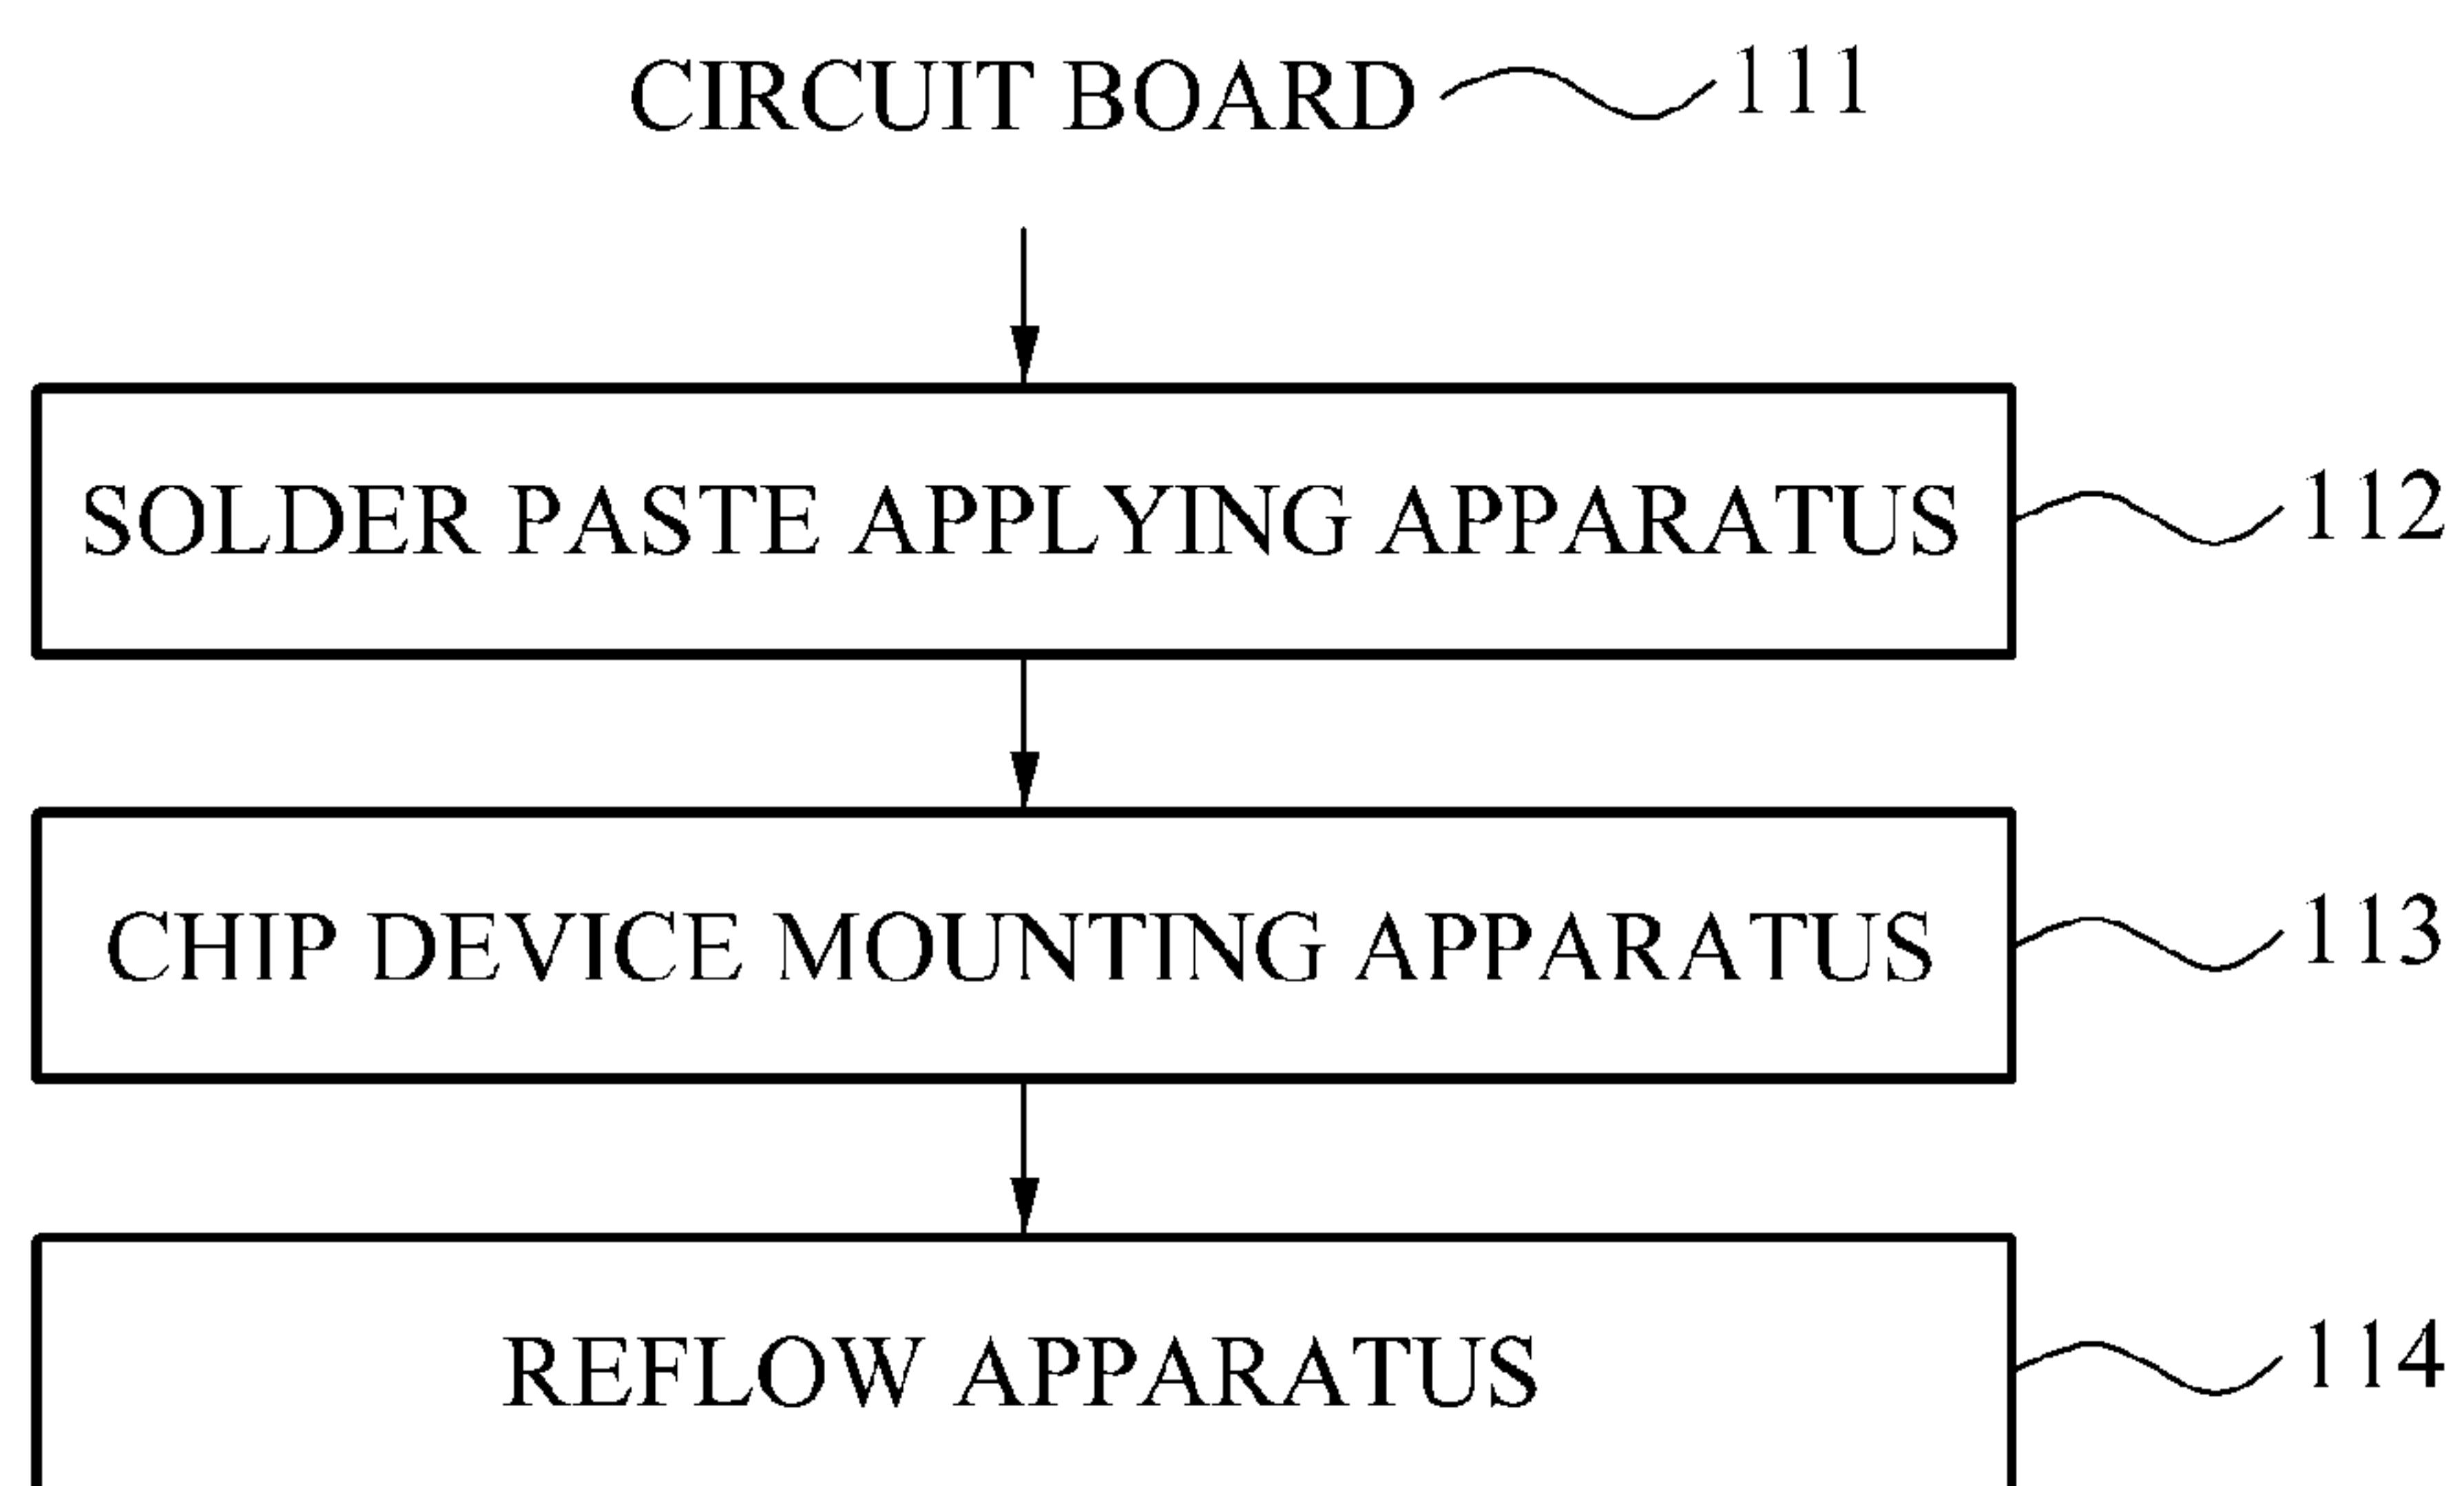 CIRCUIT BOARD 111
SOLDER PASTE APPLYING APPARATUS 112
CHIP DEVICE MOUNTING APPARATUS 113
REFLOW APPARATUS 114